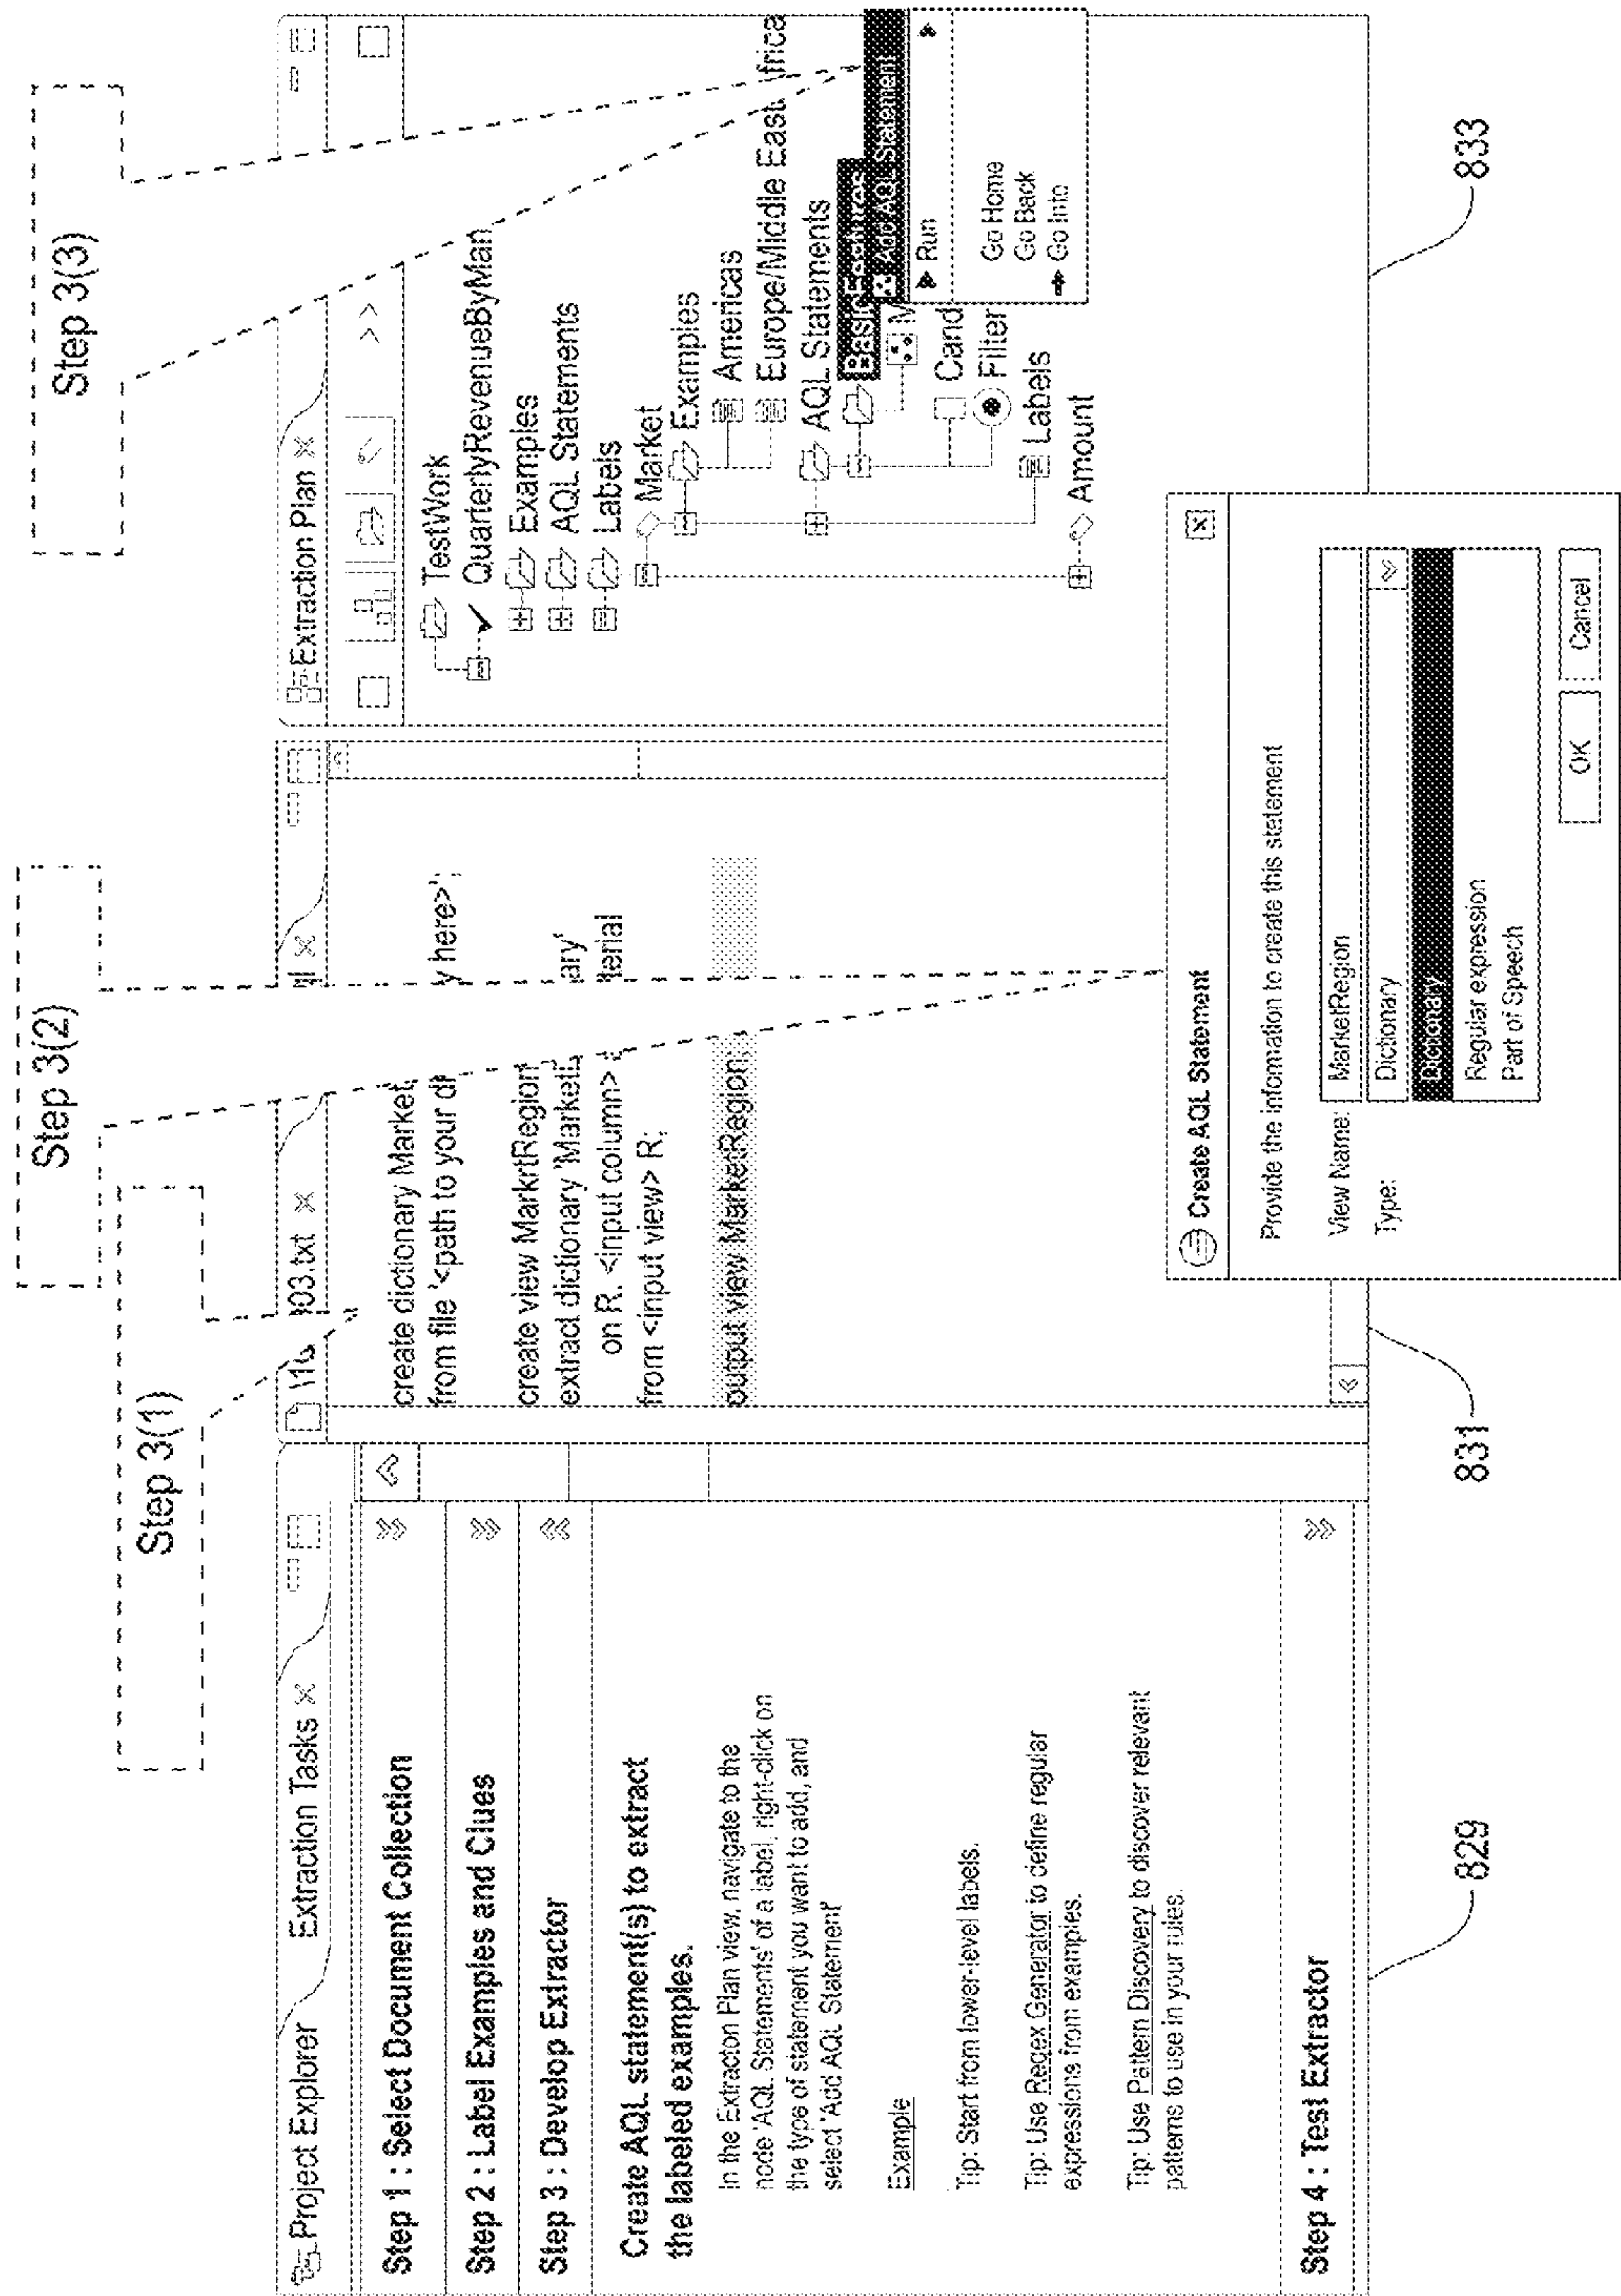 Step 3(1)
Step 3(2)
Step 3(3)
Project Explorer
Extraction Tasks
Step 1 : Select Document Collection
Step 2 : Label Examples and Clues
Step 3 : Develop Extractor
Create AQL statement(s) to extract
the labeled examples.
In the Extracton Plan view, navigate to the
node 'AQL Statements' of a label, right-click on
the type of statement you want to add, and
select 'Add AQL Statement'
Example
Tip: Start from lower-level labels.
Tip: Use Regex Generator to define regular
expressions from examples.
Tip: Use Pattern Discovery to discover relevant
patterns to use in your rules.
Step 4 : Test Extractor
829
03.txt
create dictionary Market
from file '<path to your di y here>'
create view MarkrtRegion
extract dictionary 'Market ary'
on R. <input column> terial
from <input view> R;
output view MarketRegion
831
Extraction Plan
TestWork
QuarterlyRevenueByMan
Examples
AQL Statements
Labels
Market
Examples
Americas
Europe/Middle East frica
AQL Statements
Add AQL Statement
M
Run
Cand
Go Home
Filter
Go Back
Go Into
Labels
Amount
833
Create AQL Statement
Provide the information to create this statement
View Name: MarketRegion
Type: Dictionary
Dictionary
Regular expression
Part of Speech
OK Cancel